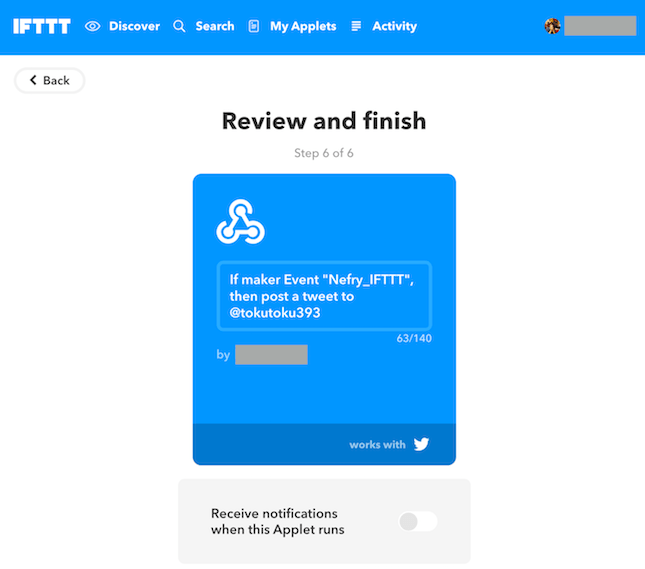 IFTTT Discover Search My Applets Activity
Back
Review and finish
Step 6 of 6
If maker Event "Nefry_IFTTT",
then post a tweet to
@tokutoku393
63/140
by
works with
Receive notifications
when this Applet runs